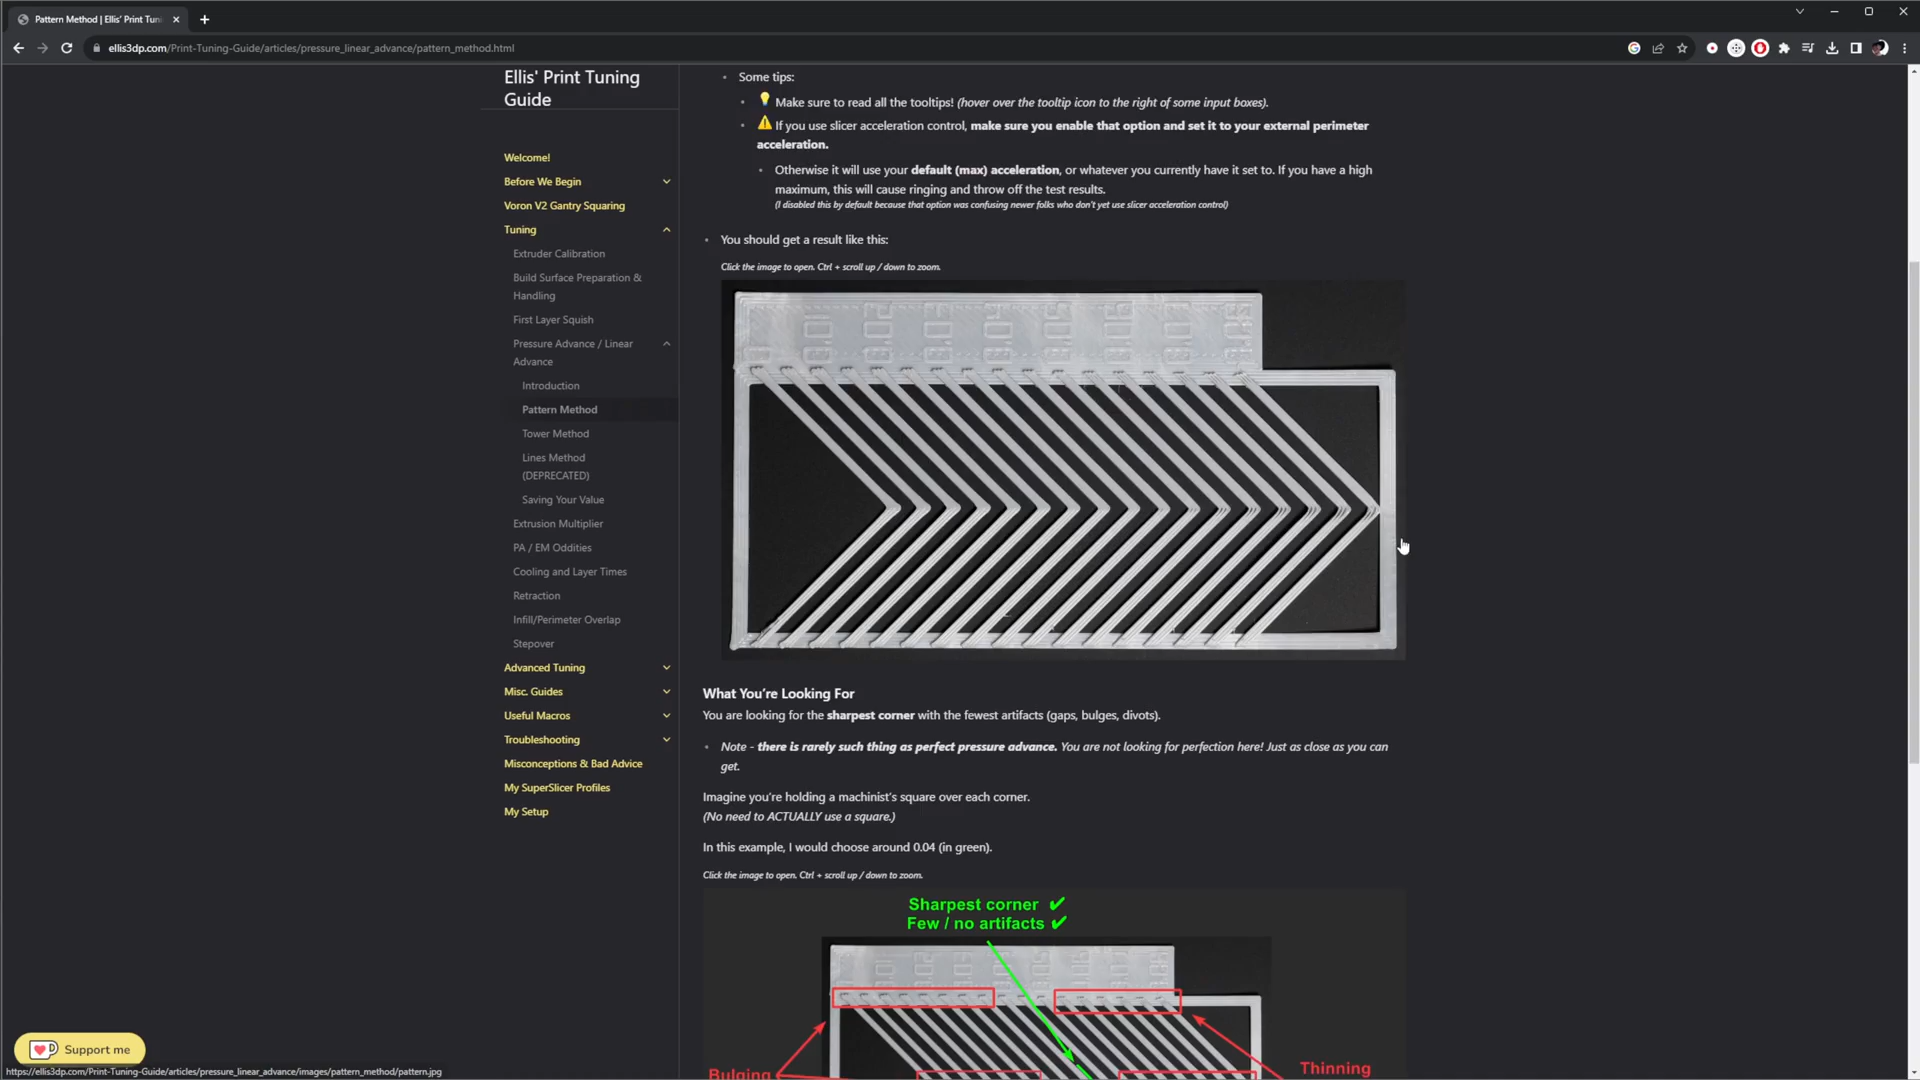 Pattern Method | Ellis' Print Tun
ellis3dp.com/Print-Tuning-Guide/articles/pressure_linear_advance/pattern_method.html
Ellis' Print Tuning
Guide
Welcome!
Before We Begin
Voron V2 Gantry Squaring
Tuning
Extruder Calibration
Build Surface Preparation &
Handling
First Layer Squish
Pressure Advance / Linear
Advance
Introduction
Pattern Method
Tower Method
Lines Method
(DEPRECATED)
Saving Your Value
Extrusion Multiplier
PA / EM Oddities
Cooling and Layer Times
Retraction
Infill/Perimeter Overlap
Stepover
Advanced Tuning
Misc. Guides
Useful Macros
Troubleshooting
Misconceptions & Bad Advice
My SuperSlicer Profiles
My Setup
Support me
https://ellis3dp.com/Print-Tuning-Guide/articles/pressure_linear_advance/images/pattern_method/pattern.jpg
Some tips:
Make sure to read all the tooltips! (hover over the tooltip icon to the right of some input boxes).
If you use slicer acceleration control, make sure you enable that option and set it to your external perimeter
acceleration.
Otherwise it will use your default (max) acceleration, or whatever you currently have it set to. If you have a high
maximum, this will cause ringing and throw off the test results.
(I disabled this by default because that option was confusing newer folks who don't yet use slicer acceleration control)
You should get a result like this:
Click the image to open. Ctrl + scroll up / down to zoom.
What You're Looking For
You are looking for the sharpest corner with the fewest artifacts (gaps, bulges, divots).
Note - there is rarely such thing as perfect pressure advance. You are not looking for perfection here! Just as close as you can
get.
Imagine you're holding a machinist's square over each corner.
(No need to ACTUALLY use a square.)
In this example, I would choose around 0.04 (in green).
Click the image to open. Ctrl + scroll up / down to zoom.
Sharpest corner ✔
Few / no artifacts ✔
Bulging
Thinning